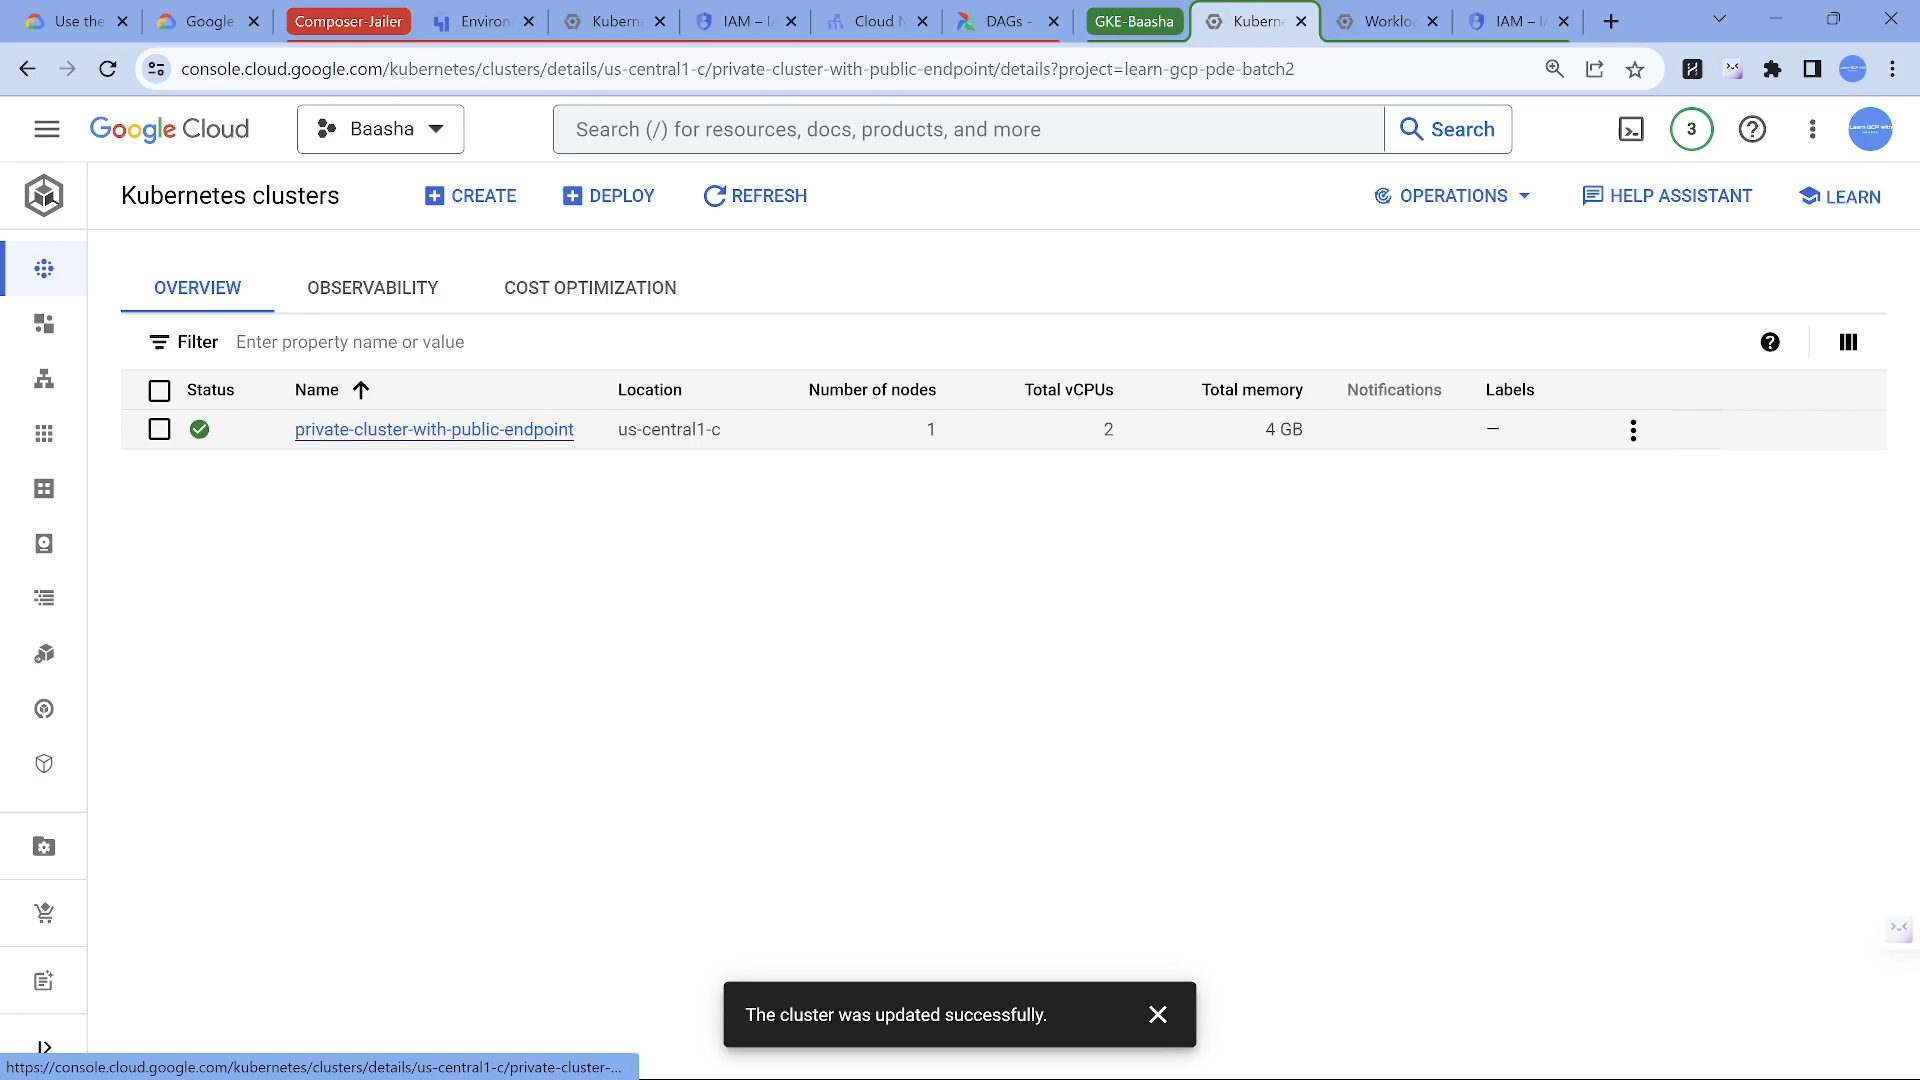 Use the
Google
Composer-Jailer
Environ
Kubern
IAM – I
Cloud N
DAGs -
GKE-Baasha
Kubern
Workloa
IAM – I
console.cloud.google.com/kubernetes/clusters/details/us-central1-c/private-cluster-with-public-endpoint/details?project=learn-gcp-pde-batch2
Google Cloud
Baasha
Search (/) for resources, docs, products, and more
Search
3
Kubernetes clusters
CREATE
DEPLOY
REFRESH
OPERATIONS
HELP ASSISTANT
LEARN
OVERVIEW
OBSERVABILITY
COST OPTIMIZATION
Filter
Enter property name or value
Status
Name
Location
Number of nodes
Total vCPUs
Total memory
Notifications
Labels
private-cluster-with-public-endpoint
us-central1-c
1
2
4 GB
—
The cluster was updated successfully.
https://console.cloud.google.com/kubernetes/clusters/details/us-central1-c/private-cluster-...